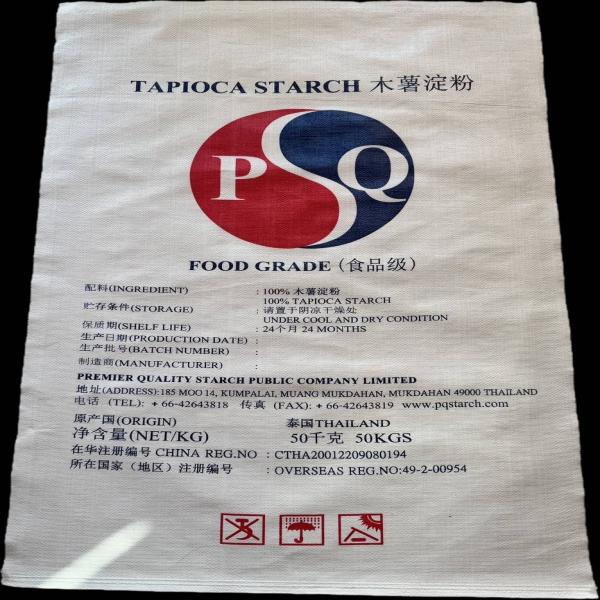 TAPIOCA STARCH 木薯淀粉
PSQ
FOOD GRADE (食品级)
配料(INGREDIENT) : 100% 木薯淀粉
100% TAPIOCA STARCH
贮存条件(STORAGE) : 请置于阴凉干燥处
UNDER COOL AND DRY CONDITION
保质期(SHELF LIFE) : 24个月 24 MONTHS
生产日期(PRODUCTION DATE) :
生产批号(BATCH NUMBER) :
制造商(MANUFACTURER) :
PREMIER QUALITY STARCH PUBLIC COMPANY LIMITED
地址(ADDRESS):185 MOO 14, KUMPALAI, MUANG MUKDAHAN, MUKDAHAN 49000 THAILAND
电话 (TEL): + 66-42643818 传真 (FAX): + 66-42643819 www.pqstarch.com
原产国(ORIGIN) 泰国THAILAND
净含量(NET/KG) 50千克 50KGS
在华注册编号 CHINA REG.NO : CTHA20012209080194
所在国家（地区）注册编号 : OVERSEAS REG.NO:49-2-00954